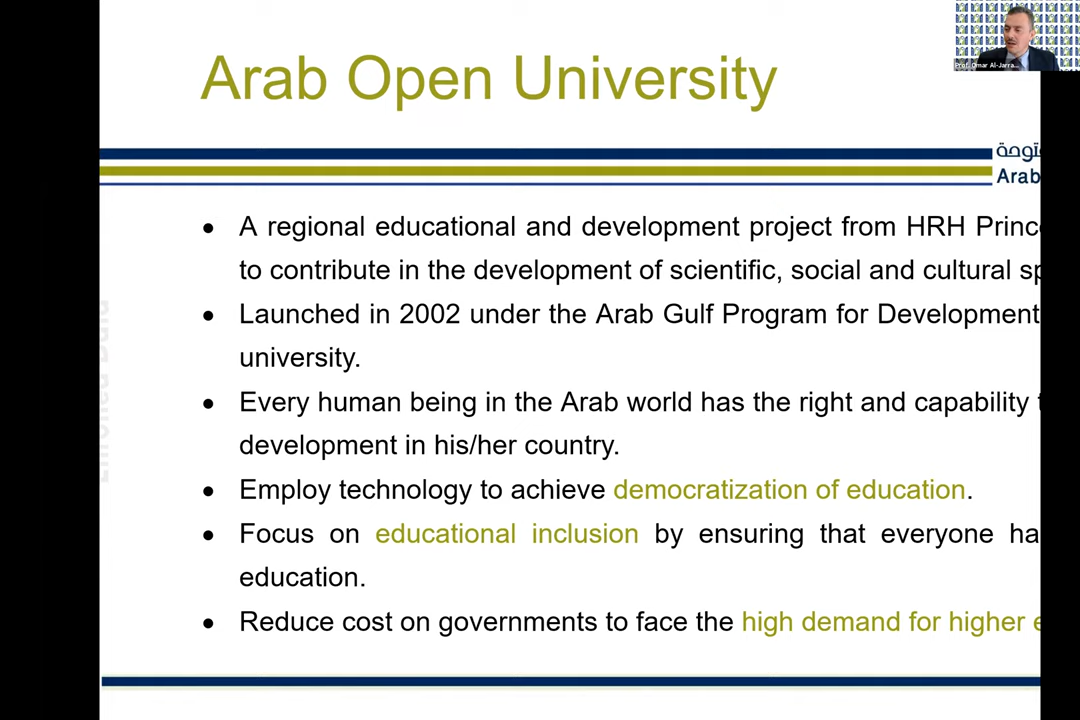 Arab Open University
Prof. Omar Al-Jarra...
Arab
A regional educational and development project from HRH
to contribute in the development of scientific, social and cultural
Launched in 2002 under the Arab Gulf Program for Development
university.
Every human being in the Arab world has the right and capability
development in his/her country.
Employ technology to achieve democratization of education.
Focus on educational inclusion by ensuring that everyone
education.
Reduce cost on governments to face the high demand for higher